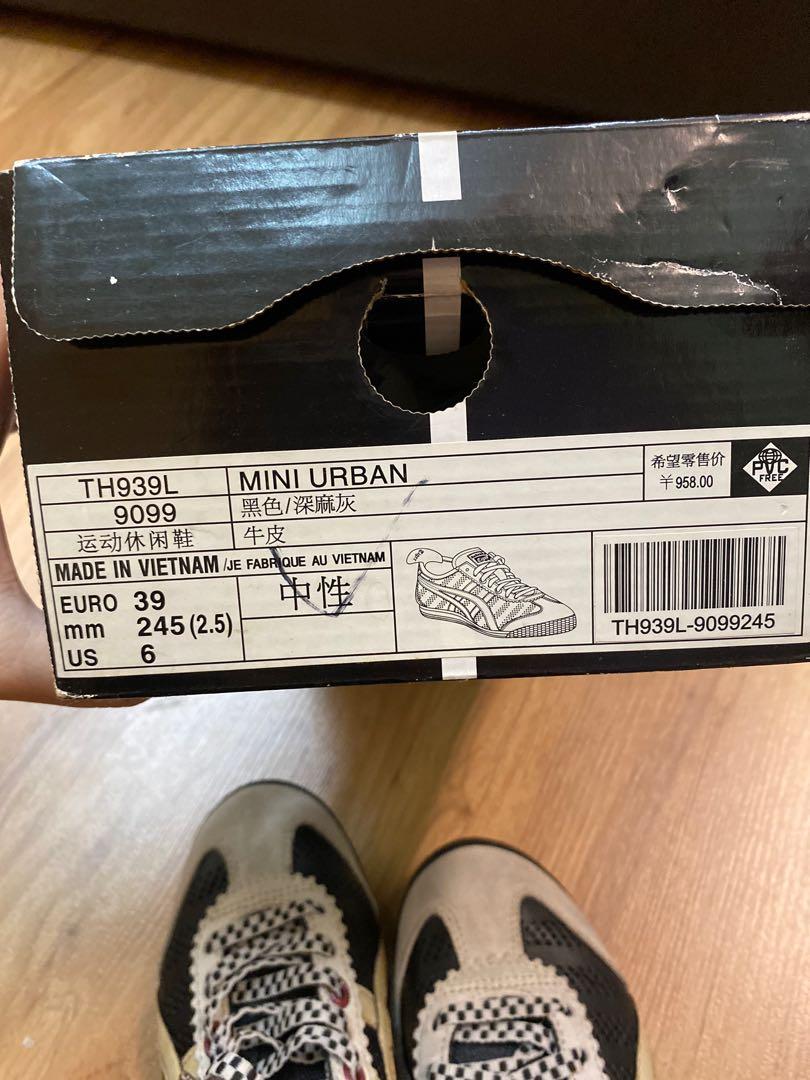 TH939L MINI URBAN
希望零售价
￥958.00
PVC
FREE
9099 黑色/深麻灰
运动休闲鞋 牛皮
MADE IN VIETNAM /JE FABRIQUE AU VIETNAM
EURO 39
中性
mm 245 (2.5)
US 6
TH939L-9099245